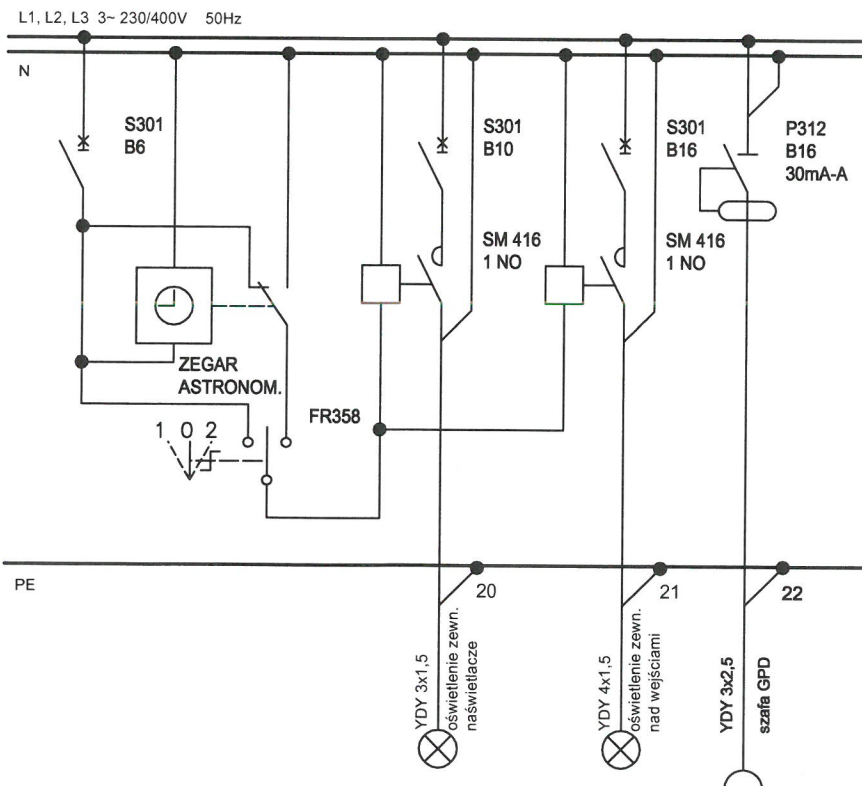 L1, L2, L3 3~ 230/400V 50Hz
N
S301
B6
S301
B10
S301
B16
P312
B16
30mA-A
SM 416
1 NO
SM 416
1 NO
ZEGAR
ASTRONOM.
FR358
1 0 2
PE
20
21
22
YDY 3x1,5
oświetlenie zewn.
naświetlacze
YDY 4x1,5
oświetlenie zewn.
nad wejściami
YDY 3x2,5
szafa GPD